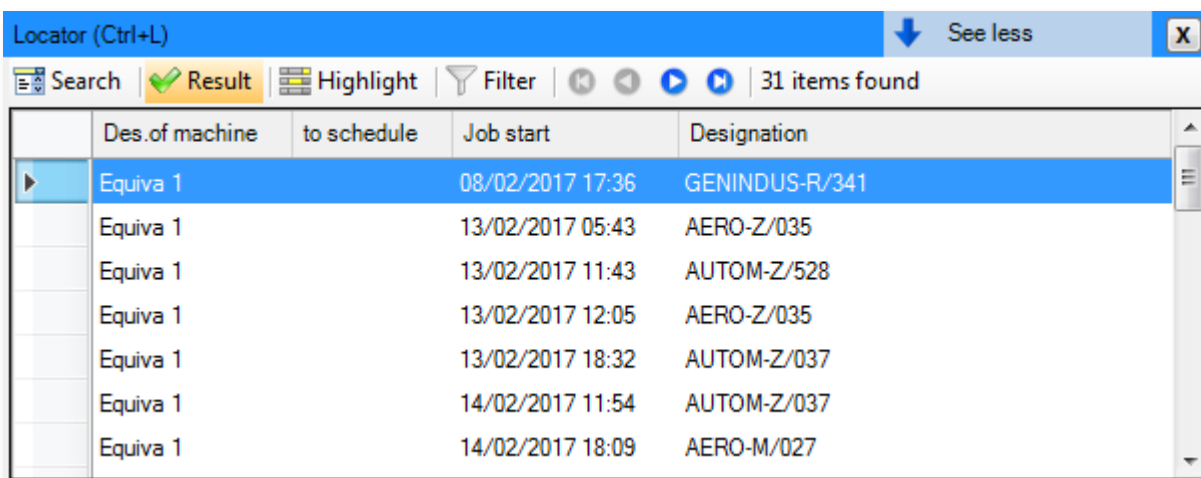 Locator (Ctrl+L) See less X
Search Result Highlight Filter 31 items found
Des.of machine to schedule Job start Designation
Equiva 1 08/02/2017 17:36 GENINDUS-R/341
Equiva 1 13/02/2017 05:43 AERO-Z/035
Equiva 1 13/02/2017 11:43 AUTOM-Z/528
Equiva 1 13/02/2017 12:05 AERO-Z/035
Equiva 1 13/02/2017 18:32 AUTOM-Z/037
Equiva 1 14/02/2017 11:54 AUTOM-Z/037
Equiva 1 14/02/2017 18:09 AERO-M/027